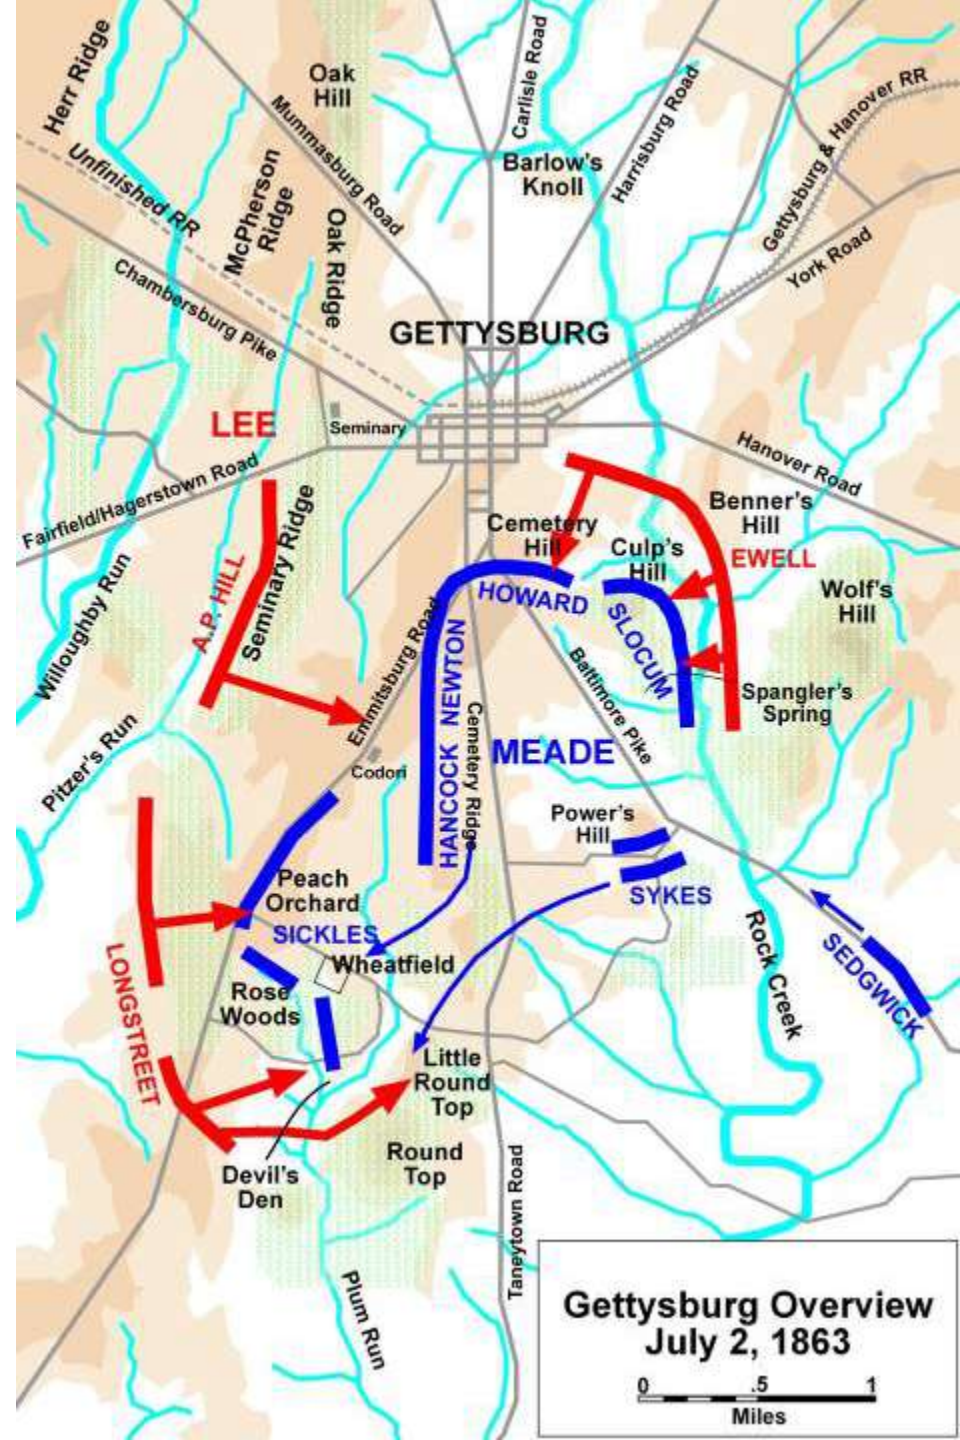 Herr Ridge
Oak
Hill
Carlisle Road
Mummasburg Road
Harrisburg Road
Gettysburg & Hanover RR
Unfinished RR
McPherson
Ridge
Oak Ridge
Barlow's
Knoll
York Road
Chambersburg Pike
GETTYSBURG
LEE
Seminary
Hanover Road
Fairfield/Hagerstown Road
Seminary Ridge
Benner's
Hill
Cemetery
Hill
Culp's
Hill
EWELL
Willoughby Run
A.P. HILL
HOWARD
SLOCUM
Wolf's
Hill
Emmitsburg Road
NEWTON
HANCOCK
Cemetery Ridge
Baltimore Pike
Spangler's
Spring
Pitzer's Run
Codori
MEADE
Power's
Hill
Peach
Orchard
SICKLES
SYKES
LONGSTREET
Wheatfield
Rose
Woods
Rock Creek
SEDGWICK
Little
Round
Top
Round
Top
Devil's
Den
Taneytown Road
Plum Run
Gettysburg Overview
July 2, 1863
0 .5 1
Miles